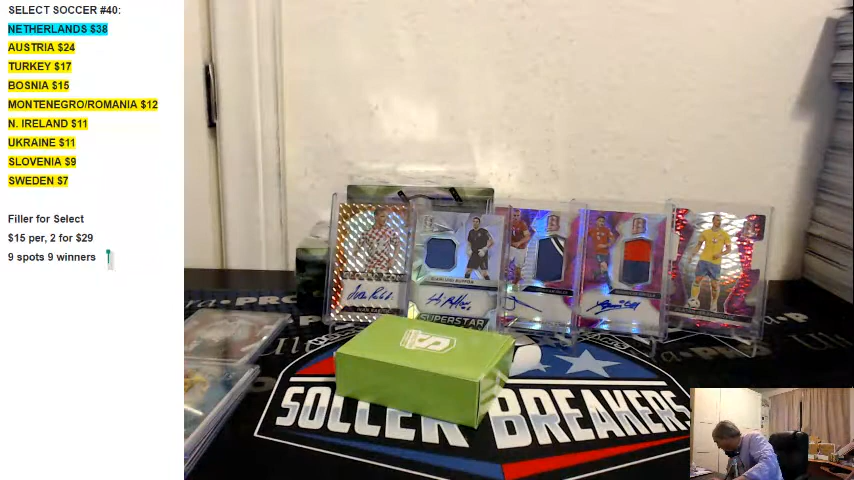 SELECT SOCCER #40:
NETHERLANDS $38
AUSTRIA $24
TURKEY $17
BOSNIA $15
MONTENEGRO/ROMANIA $12
N. IRELAND $11
UKRAINE $11
SLOVENIA $9
SWEDEN $7
Filler for Select
$15 per, 2 for $29
9 spots 9 winners
SUPERSTAR
SOCCER BREAKERS